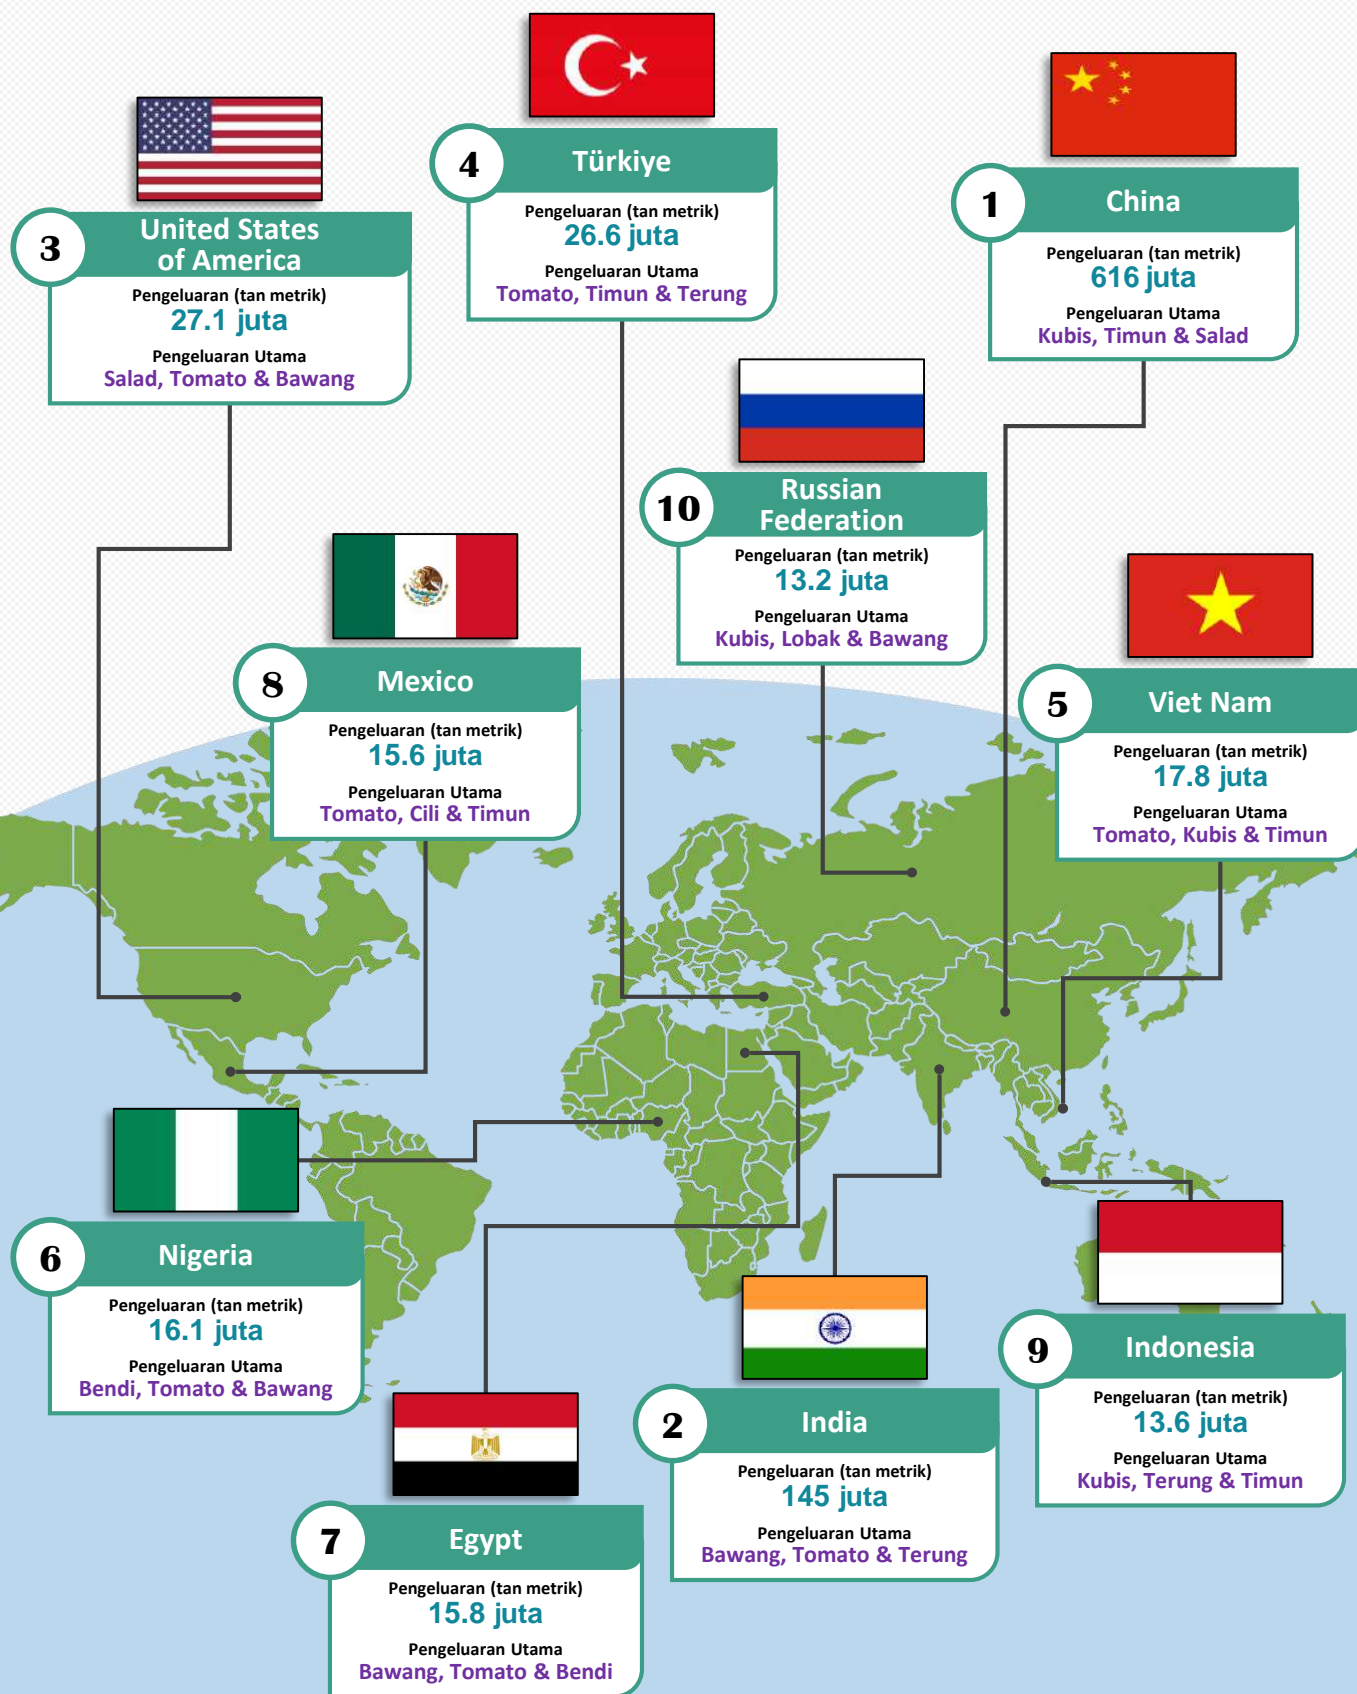 4
Türkiye
Pengeluaran (tan metrik)
26.6 juta
Pengeluaran Utama
Tomato, Timun & Terung
1
China
Pengeluaran (tan metrik)
616 juta
Pengeluaran Utama
Kubis, Timun & Salad
3
United States
of America
Pengeluaran (tan metrik)
27.1 juta
Pengeluaran Utama
Salad, Tomato & Bawang
10
Russian
Federation
Pengeluaran (tan metrik)
13.2 juta
Pengeluaran Utama
Kubis, Lobak & Bawang
8
Mexico
Pengeluaran (tan metrik)
15.6 juta
Pengeluaran Utama
Tomato, Cili & Timun
5
Viet Nam
Pengeluaran (tan metrik)
17.8 juta
Pengeluaran Utama
Tomato, Kubis & Timun
6
Nigeria
Pengeluaran (tan metrik)
16.1 juta
Pengeluaran Utama
Bendi, Tomato & Bawang
9
Indonesia
Pengeluaran (tan metrik)
13.6 juta
Pengeluaran Utama
Kubis, Terung & Timun
2
India
Pengeluaran (tan metrik)
145 juta
Pengeluaran Utama
Bawang, Tomato & Terung
7
Egypt
Pengeluaran (tan metrik)
15.8 juta
Pengeluaran Utama
Bawang, Tomato & Bendi